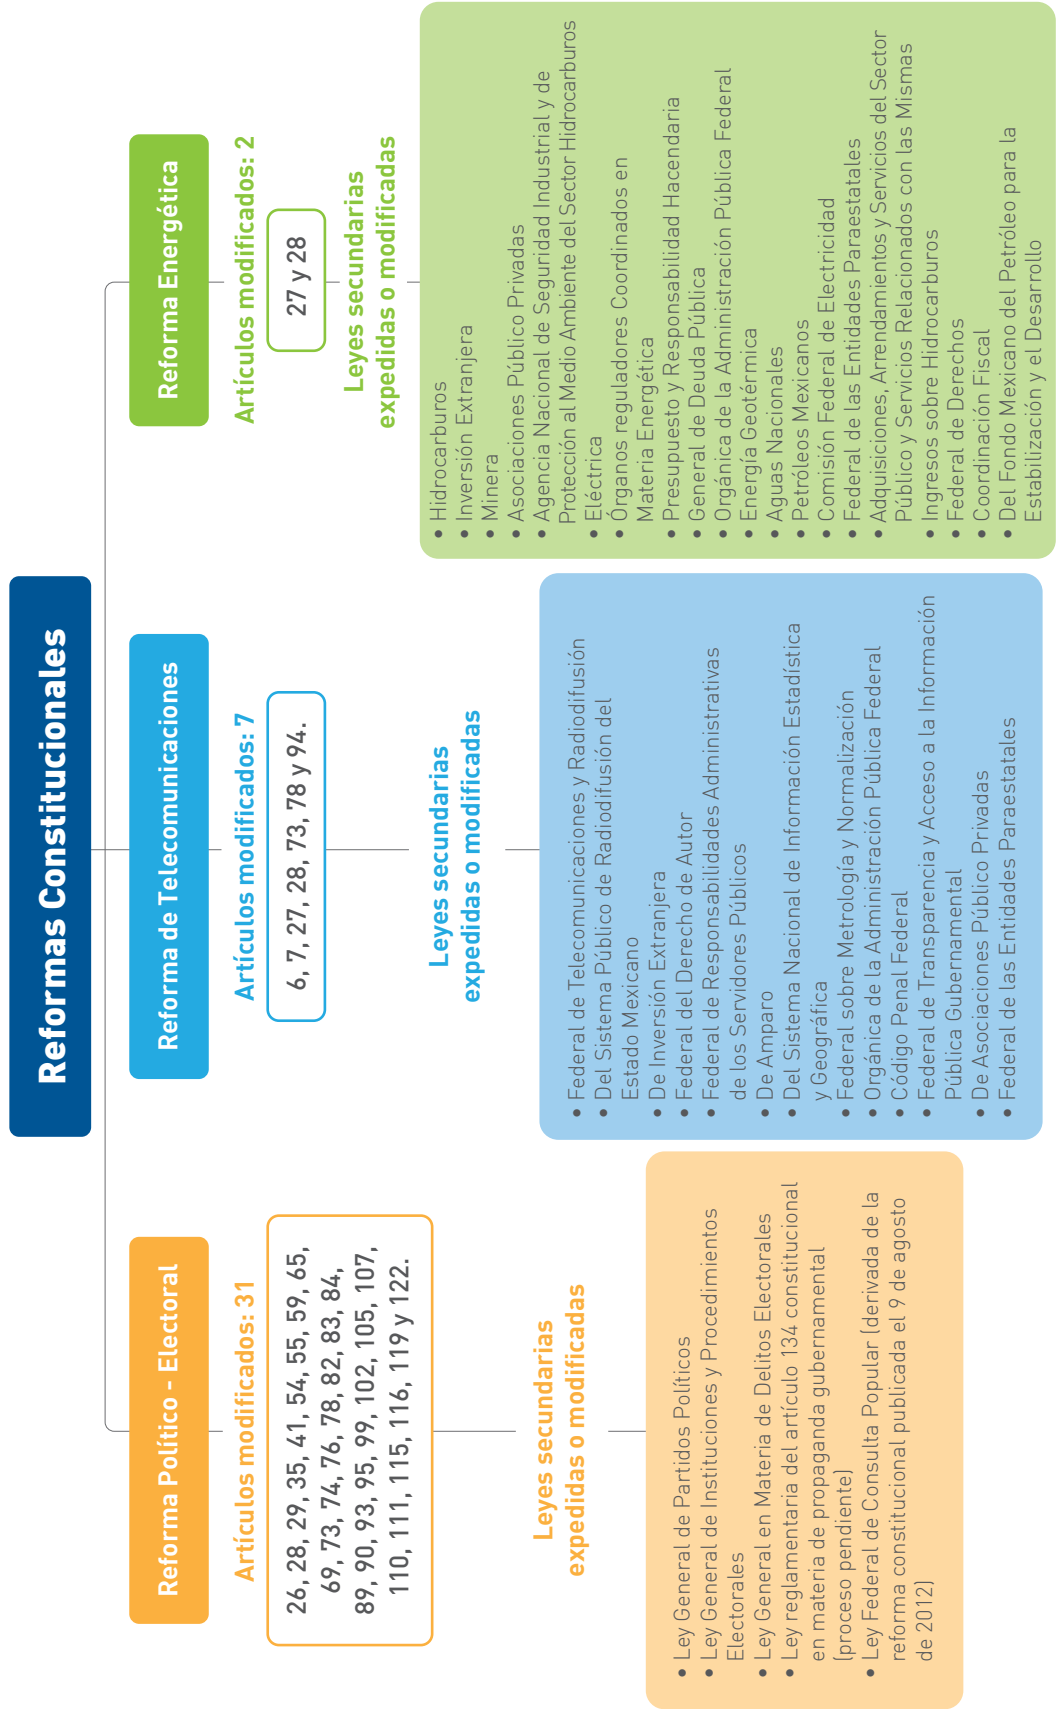 Reformas Constitucionales
Reforma Político - Electoral
Artículos modificados: 31
26, 28, 29, 35, 41, 54, 55, 59, 65,
69, 73, 74, 76, 78, 82, 83, 84,
89, 90, 93, 95, 99, 102, 105, 107,
110, 111, 115, 116, 119 y 122.
Leyes secundarias
expedidas o modificadas
• Ley General de Partidos Políticos
• Ley General de Instituciones y Procedimientos
Electorales
• Ley General en Materia de Delitos Electorales
• Ley reglamentaria del artículo 134 constitucional
en materia de propaganda gubernamental
(proceso pendiente)
• Ley Federal de Consulta Popular (derivada de la
reforma constitucional publicada el 9 de agosto
de 2012)
Reforma de Telecomunicaciones
Artículos modificados: 7
6, 7, 27, 28, 73, 78 y 94.
Leyes secundarias
expedidas o modificadas
• Federal de Telecomunicaciones y Radiodifusión
• Del Sistema Público de Radiodifusión del
Estado Mexicano
• De Inversión Extranjera
• Federal del Derecho de Autor
• Federal de Responsabilidades Administrativas
de los Servidores Públicos
• De Amparo
• Del Sistema Nacional de Información Estadística
y Geográfica
• Federal sobre Metrología y Normalización
• Orgánica de la Administración Pública Federal
• Código Penal Federal
• Federal de Transparencia y Acceso a la Información
Pública Gubernamental
• De Asociaciones Público Privadas
• Federal de las Entidades Paraestatales
Reforma Energética
Artículos modificados: 2
27 y 28
Leyes secundarias
expedidas o modificadas
• Hidrocarburos
• Inversión Extranjera
• Minera
• Asociaciones Público Privadas
• Agencia Nacional de Seguridad Industrial y de
Protección al Medio Ambiente del Sector Hidrocarburos
• Eléctrica
• Órganos reguladores Coordinados en
Materia Energética
• Presupuesto y Responsabilidad Hacendaria
• General de Deuda Pública
• Orgánica de la Administración Pública Federal
• Energía Geotérmica
• Aguas Nacionales
• Petróleos Mexicanos
• Comisión Federal de Electricidad
• Federal de las Entidades Paraestatales
• Adquisiciones, Arrendamientos y Servicios del Sector
Público y Servicios Relacionados con las Mismas
• Ingresos sobre Hidrocarburos
• Federal de Derechos
• Coordinación Fiscal
• Del Fondo Mexicano del Petróleo para la
Estabilización y el Desarrollo